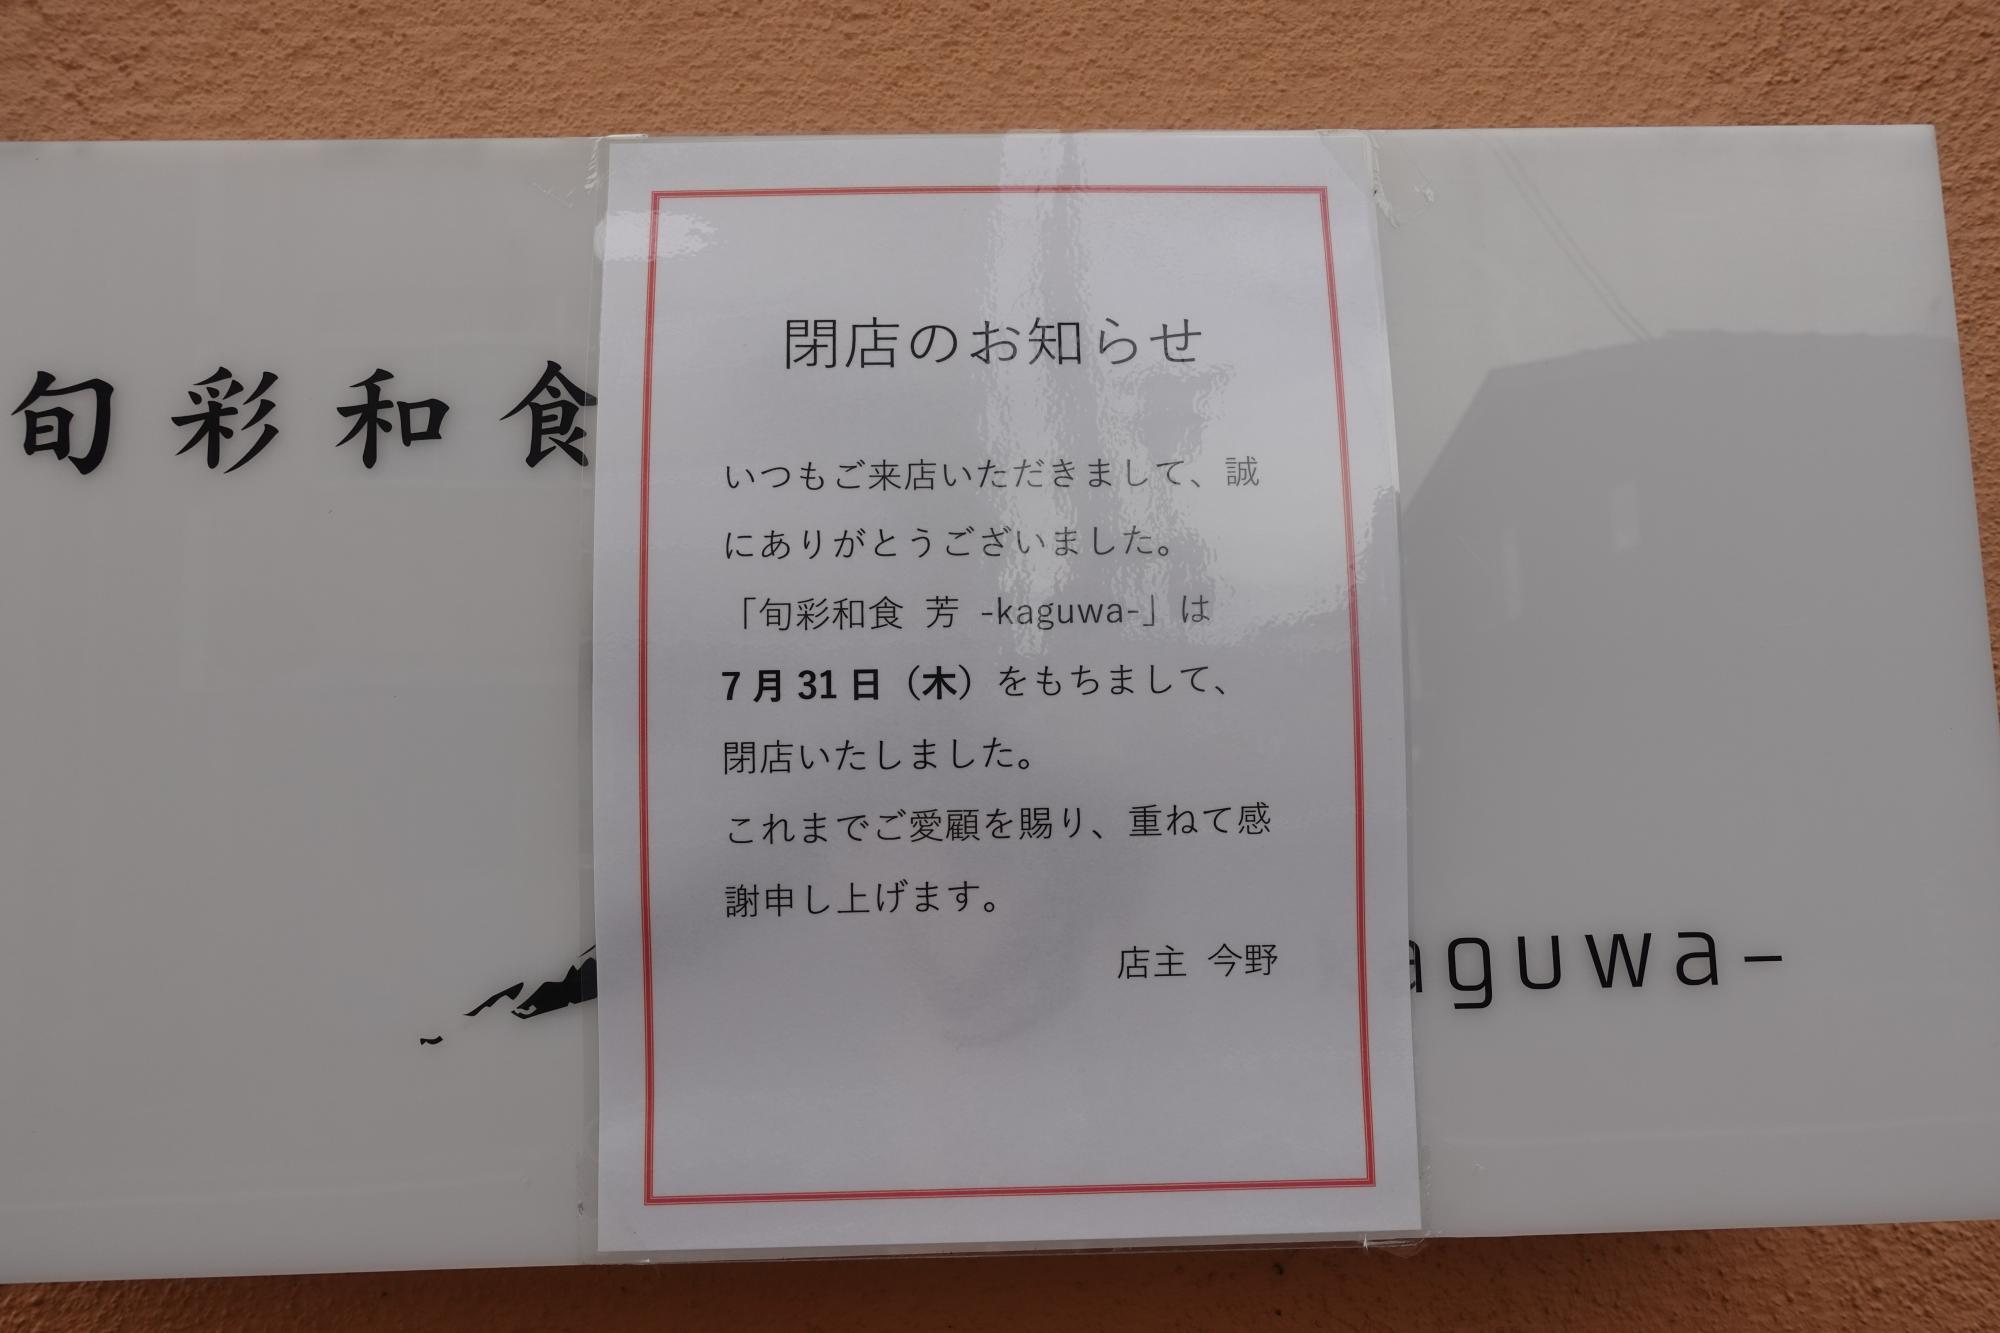 旬彩和食
閉店のお知らせ
いつもご来店いただきまして、誠
にありがとうございました。
「旬彩和食 芳 -kaguwa-」は
7月31日（木）をもちまして、
閉店いたしました。
これまでご愛顧を賜り、重ねて感
謝申し上げます。
店主 今野
aguwa-